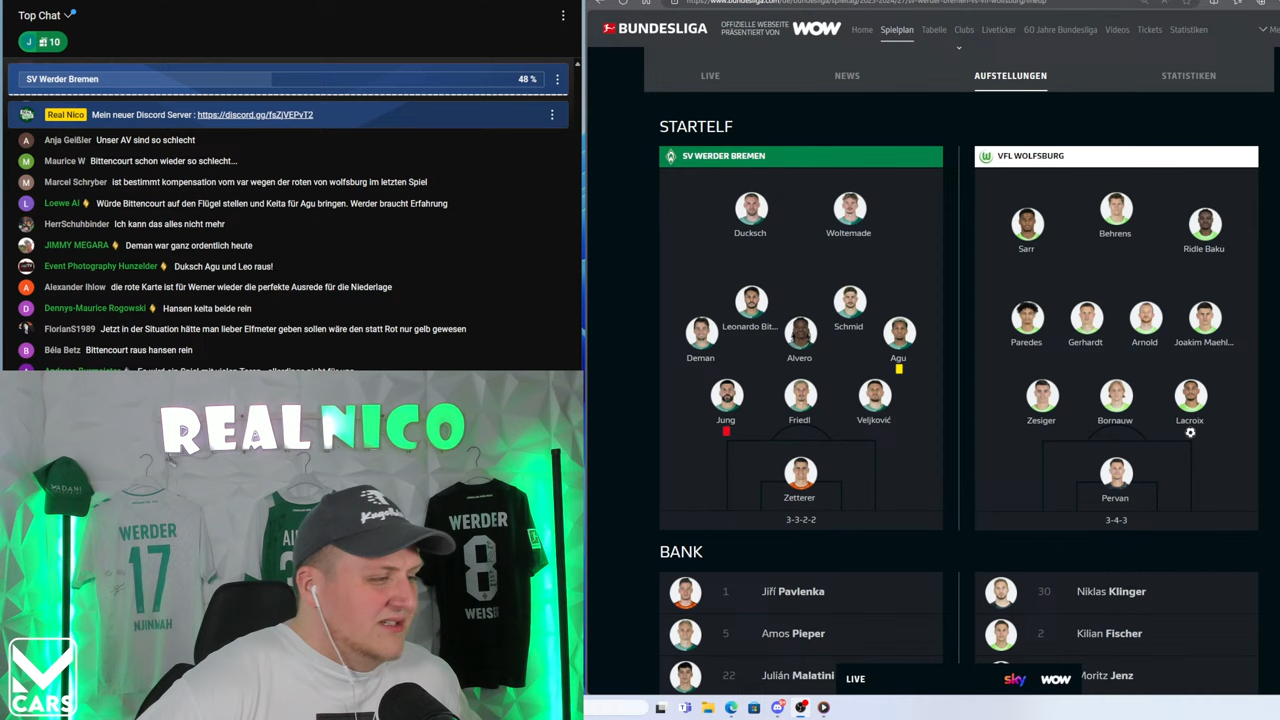 Top Chat
J 10
SV Werder Bremen 48 %
Real Nico Mein neuer Discord Server : https://discord.gg/fsZjVEPvT2
A Anja Geißler Unser AV sind so schlecht
M Maurice W Bittencourt schon wieder so schlecht...
M Marcel Schryber ist bestimmt kompensation vom var wegen der roten von wolfsburg im letzten Spiel
L Loewe Al Würde Bittencourt auf den Flügel stellen und Keita für Agu bringen. Werder braucht Erfahrung
HerrSchuhbinder Ich kann das alles nicht mehr
JIMMY MEGARA Deman war ganz ordentlich heute
Event Photography Hunzelder Duksch Agu und Leo raus!
A Alexander Ihlow die rote Karte ist für Werner wieder die perfekte Ausrede für die Niederlage
D Dennys-Maurice Rogowski Hansen keita beide rein
FlorianS1989 Jetzt in der Situation hätte man lieber Elfmeter geben sollen wäre den statt Rot nur gelb gewesen
B Béla Betz Bittencourt raus hansen rein
REAL NICO
WERDER
17
NJINMAH
WERDER
8
WEISER
CARS
BUNDESLIGA
OFFIZIELLE WEBSITE
PRÄSENTIERT VON
WOW
Home Spielplan Tabelle Clubs Liveticker 60 Jahre Bundesliga Videos Tickets Statistiken
LIVE NEWS AUFSTELLUNGEN STATISTIKEN
STARTELF
SV WERDER BREMEN
Ducksch Woltemade
Leonardo Bit... Schmid
Deman Alvero Agu
Jung Friedl Veljković
Zetterer
3-3-2-2
VFL WOLFSBURG
Sarr Behrens Ridle Baku
Paredes Gerhardt Arnold Joakim Maehl...
Zesiger Bornauw Lacroix
Pervan
3-4-3
BANK
1 Jiří Pavlenka
5 Amos Pieper
22 Julián Malatini
30 Niklas Klinger
2 Kilian Fischer
Moritz Jenz
LIVE sky WOW